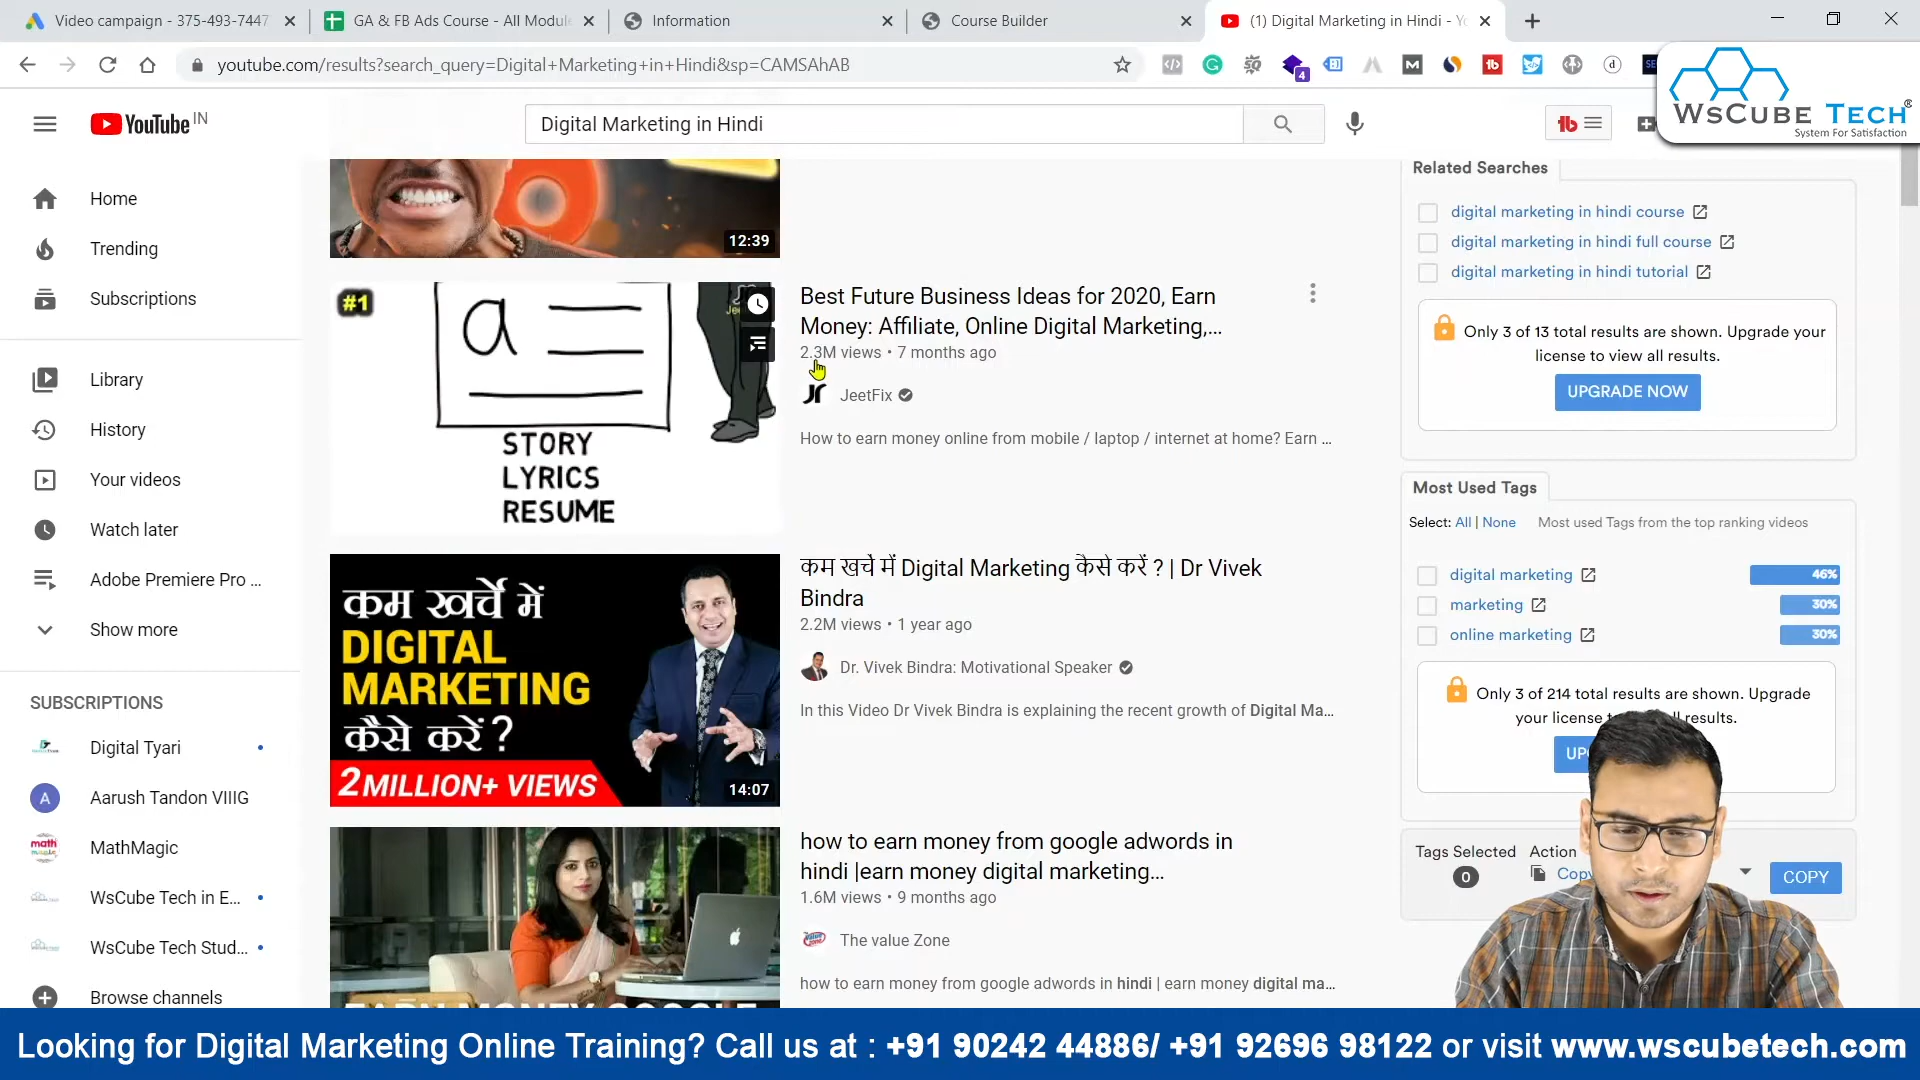 Video campaign - 375-493-7447
GA & FB Ads Course - All Module
Information
Course Builder
(1) Digital Marketing in Hindi - Yo
youtube.com/results?search_query=Digital+Marketing+in+Hindi&sp=CAMSAhAB
4
WsCube Tech®
System For Satisfaction
YouTube IN
Digital Marketing in Hindi
Home
Trending
Subscriptions
Library
History
Your videos
Watch later
Adobe Premiere Pro ...
Show more
SUBSCRIPTIONS
Digital Tyari
A Aarush Tandon VIIIG
MathMagic
WsCube Tech in E...
WsCube Tech Stud...
Browse channels
12:39
#1
a
STORY
LYRICS
RESUME
Best Future Business Ideas for 2020, Earn
Money: Affiliate, Online Digital Marketing,...
2.3M views • 7 months ago
JeetFix
How to earn money online from mobile / laptop / internet at home? Earn ...
कम खर्चे में
DIGITAL
MARKETING
कैसे करें ?
2 MILLION+ VIEWS
14:07
कम खर्चे में Digital Marketing कैसे करें ? | Dr Vivek
Bindra
2.2M views • 1 year ago
Dr. Vivek Bindra: Motivational Speaker
In this Video Dr Vivek Bindra is explaining the recent growth of Digital Ma...
how to earn money from google adwords in
hindi |earn money digital marketing...
1.6M views • 9 months ago
The value Zone
how to earn money from google adwords in hindi | earn money digital ma...
EARN MONEY GOOGLE
Related Searches
digital marketing in hindi course
digital marketing in hindi full course
digital marketing in hindi tutorial
Only 3 of 13 total results are shown. Upgrade your
license to view all results.
UPGRADE NOW
Most Used Tags
Select: All | None Most used Tags from the top ranking videos
digital marketing 46%
marketing 30%
online marketing 30%
Only 3 of 214 total results are shown. Upgrade
your license results.
Tags Selected Action
0 Copy
COPY
Looking for Digital Marketing Online Training? Call us at : +91 90242 44886/ +91 92696 98122 or visit www.wscubetech.com